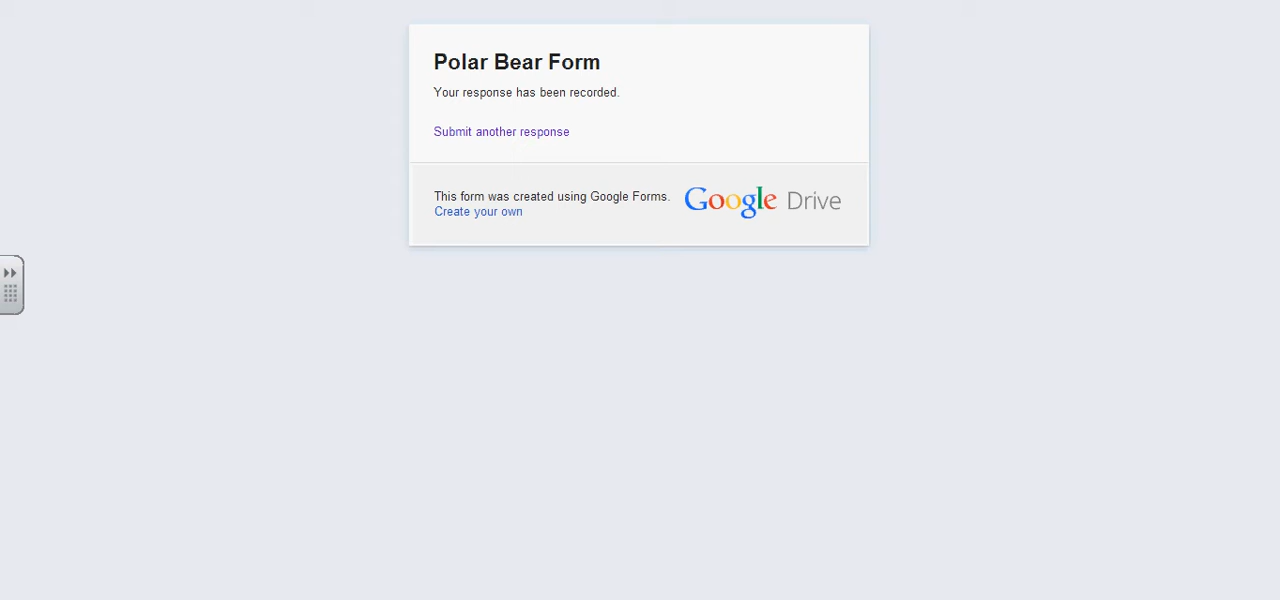 Polar Bear Form
Your response has been recorded.
Submit another response
This form was created using Google Forms.
Create your own
Google Drive